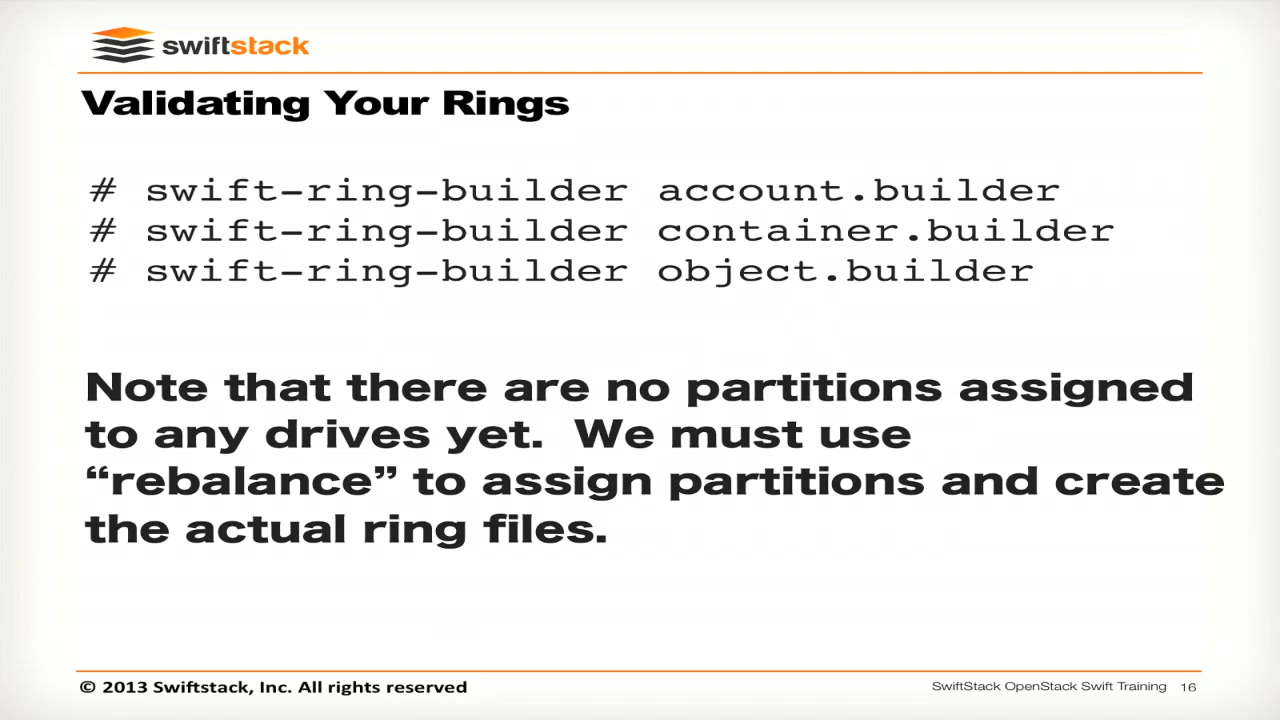 swiftstack
Validating Your Rings
# swift-ring-builder account.builder
# swift-ring-builder container.builder
# swift-ring-builder object.builder
Note that there are no partitions assigned
to any drives yet.  We must use
“rebalance” to assign partitions and create
the actual ring files.
© 2013 Swiftstack, Inc. All rights reserved
SwiftStack OpenStack Swift Training 16